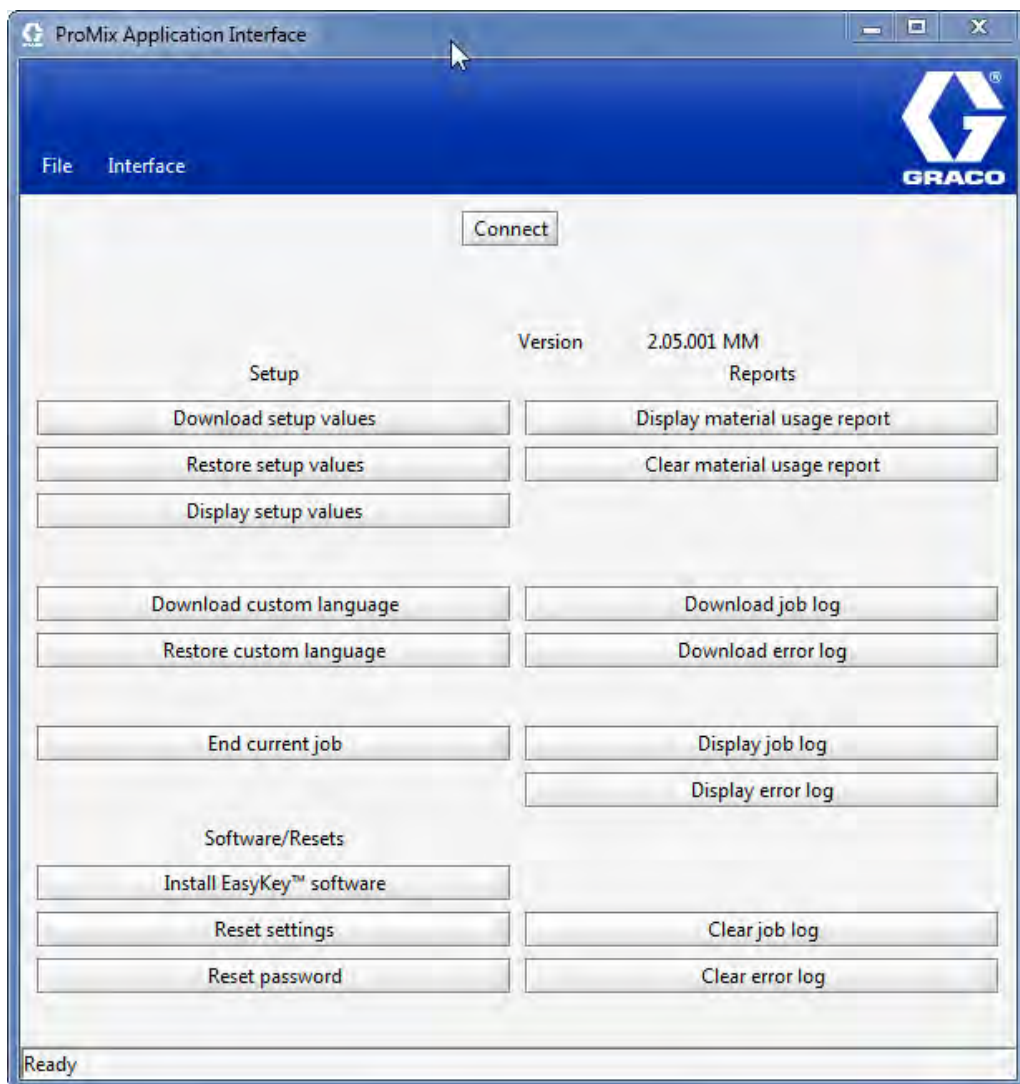 ProMix Application Interface
®
File Interface
GRACO
Connect
Version 2.05.001 MM
Setup Reports
Download setup values Display material usage report
Restore setup values Clear material usage report
Display setup values
Download custom language Download job log
Restore custom language Download error log
End current job Display job log
Display error log
Software/Resets
Install EasyKey™ software
Reset settings Clear job log
Reset password Clear error log
Ready